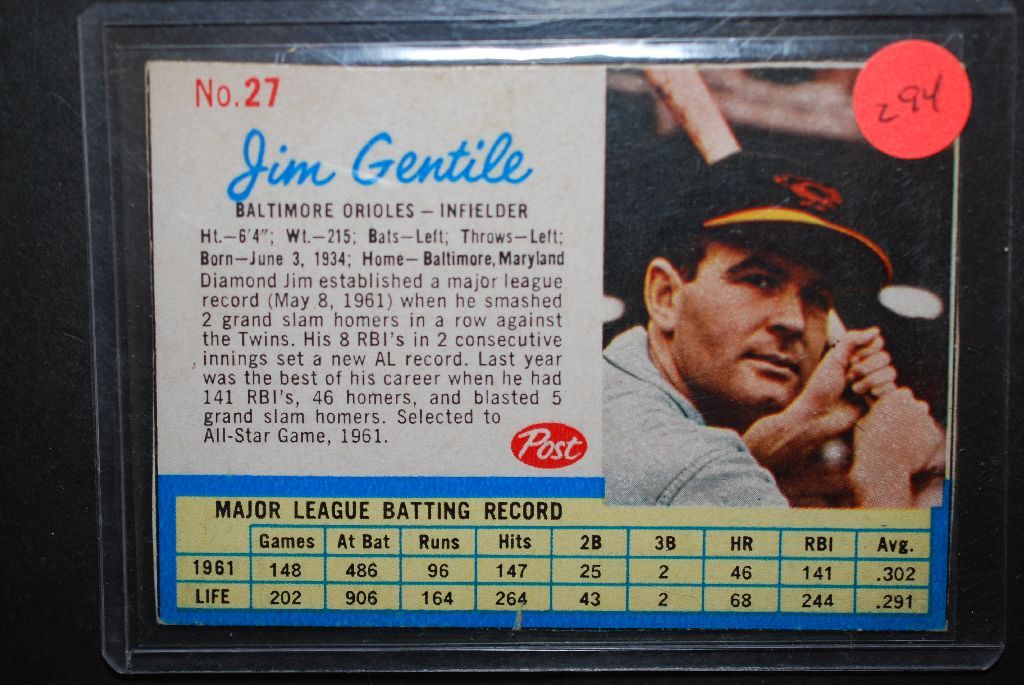 No.27
Jim Gentile
BALTIMORE ORIOLES – INFIELDER
Ht.–6'4"; Wt.–215; Bats–Left; Throws–Left;
Born–June 3, 1934; Home–Baltimore, Maryland
Diamond Jim established a major league
record (May 8, 1961) when he smashed
2 grand slam homers in a row against
the Twins. His 8 RBI's in 2 consecutive
innings set a new AL record. Last year
was the best of his career when he had
141 RBI's, 46 homers, and blasted 5
grand slam homers. Selected to
All-Star Game, 1961.
Post
294
MAJOR LEAGUE BATTING RECORD
Games At Bat Runs Hits 2B 3B HR RBI Avg.
1961 148 486 96 147 25 2 46 141 .302
LIFE 202 906 164 264 43 2 68 244 .291